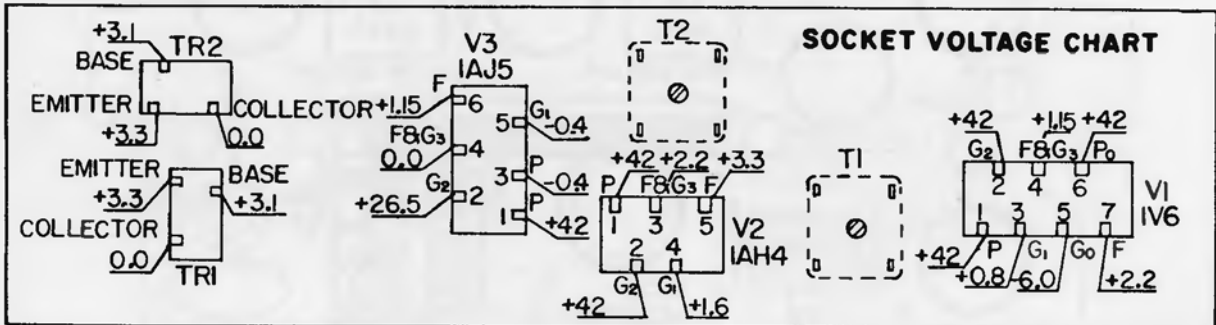 SOCKET VOLTAGE CHART
TR2
+3.1
BASE
EMITTER
+3.3
COLLECTOR
0.0
EMITTER
+3.3
BASE
+3.1
COLLECTOR
0.0
TR1
V3
1AJ5
F
+1.15
6
5
G1
-0.4
F&G3
0.0
4
3
P
-0.4
G2
+26.5
2
1
P
+42
T2
+42 +2.2 +3.3
P F&G3 F
1 3 5
2 4
G2 G1
+42 +1.6
V2
1AH4
T1
+42 +1.15 +42
G2 F&G3 P0
2 4 6
1 3 5 7
P G1 G0 F
+42 +0.8 -6.0 +2.2
V1
1V6